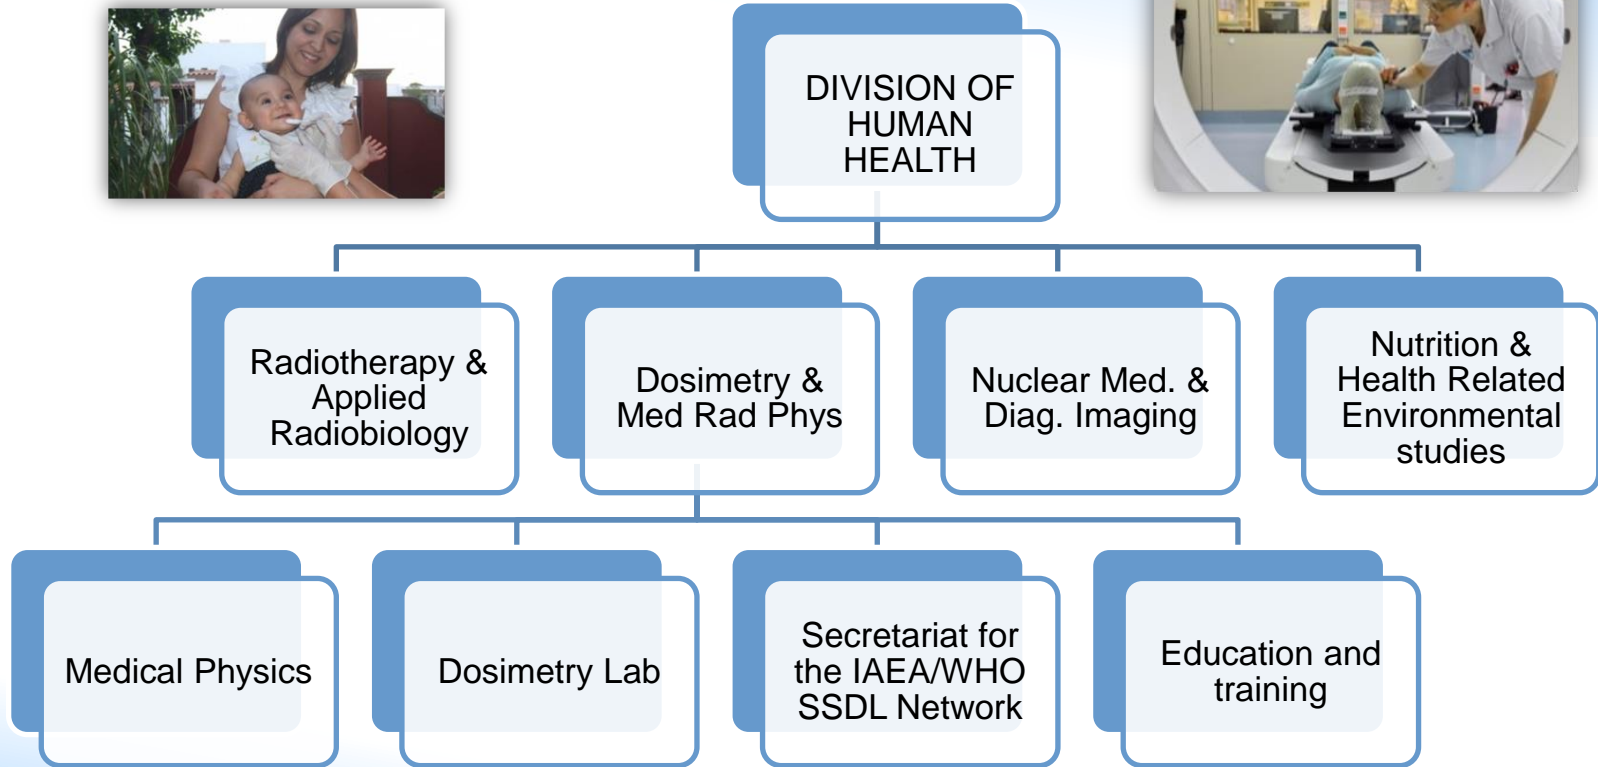 DIVISION OF
HUMAN
HEALTH
Radiotherapy &
Applied
Radiobiology
Dosimetry &
Med Rad Phys
Nuclear Med. &
Diag. Imaging
Nutrition &
Health Related
Environmental
studies
Medical Physics
Dosimetry Lab
Secretariat for
the IAEA/WHO
SSDL Network
Education and
training